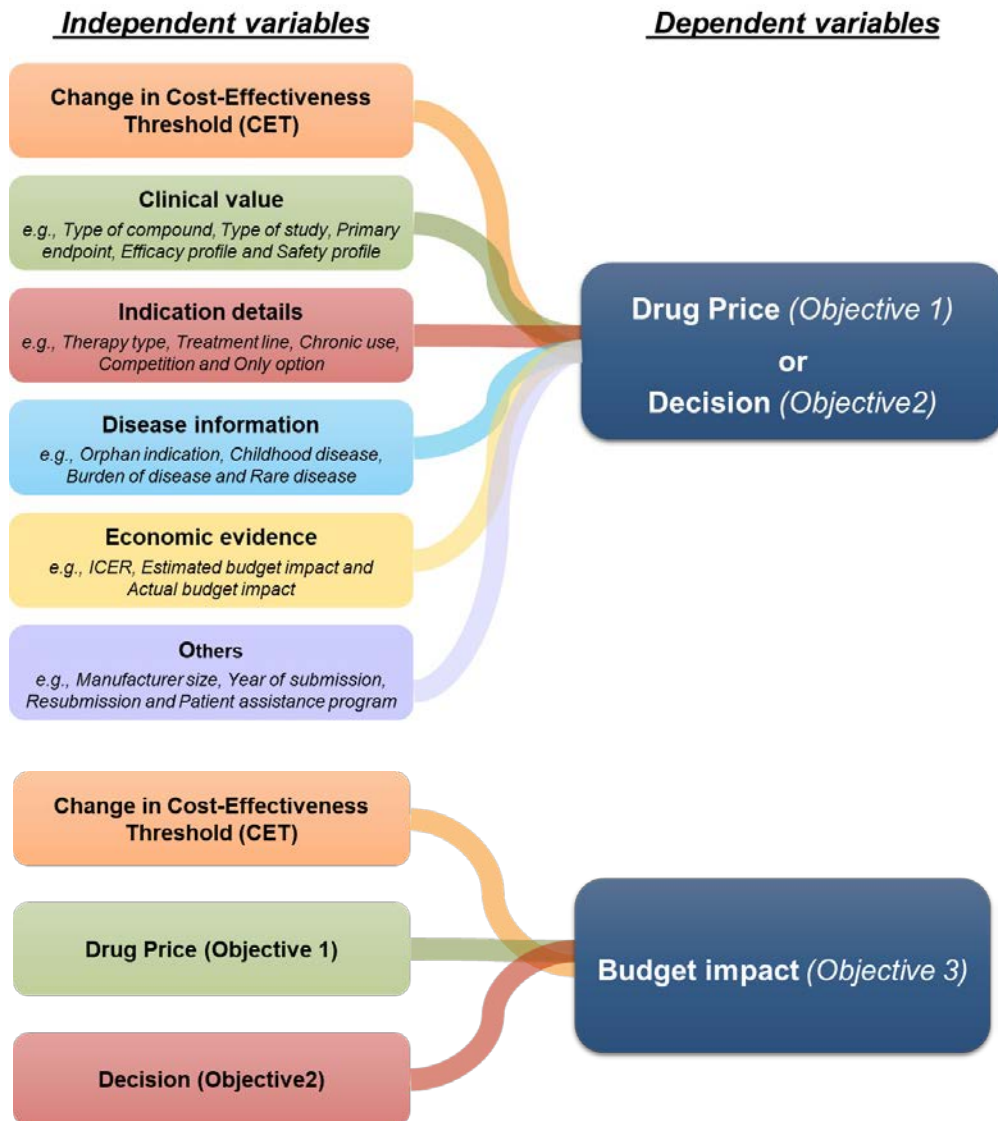 Independent variables
Dependent variables
Change in Cost-Effectiveness
Threshold (CET)
Clinical value
e.g., Type of compound, Type of study, Primary
endpoint, Efficacy profile and Safety profile
Indication details
e.g., Therapy type, Treatment line, Chronic use,
Competition and Only option
Disease information
e.g., Orphan indication, Childhood disease,
Burden of disease and Rare disease
Economic evidence
e.g., ICER, Estimated budget impact and
Actual budget impact
Others
e.g., Manufacturer size, Year of submission,
Resubmission and Patient assistance program
Drug Price (Objective 1)
or
Decision (Objective2)
Change in Cost-Effectiveness
Threshold (CET)
Drug Price (Objective 1)
Decision (Objective2)
Budget impact (Objective 3)